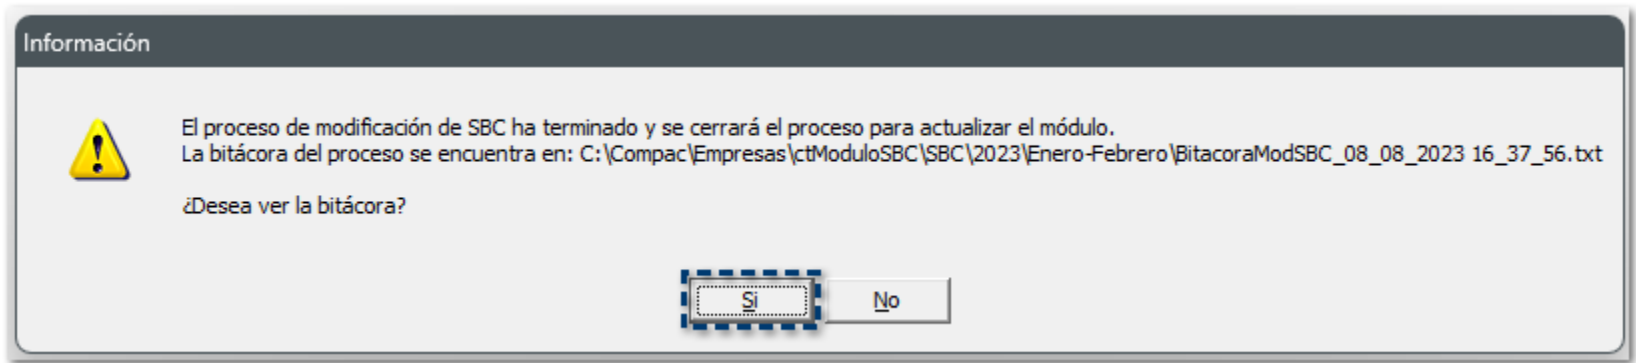 Información
El proceso de modificación de SBC ha terminado y se cerrará el proceso para actualizar el módulo.
La bitácora del proceso se encuentra en: C:\Compac\Empresas\ctModuloSBC\SBC\2023\Enero-Febrero\BitacoraModSBC_08_08_2023 16_37_56.txt
¿Desea ver la bitácora?
Si No